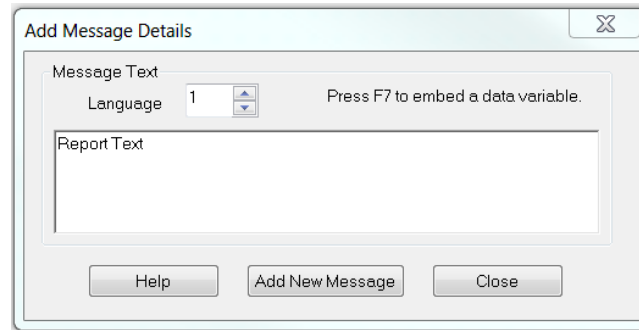 Add Message Details
Message Text
Language 1 Press F7 to embed a data variable.
Report Text
Help Add New Message Close